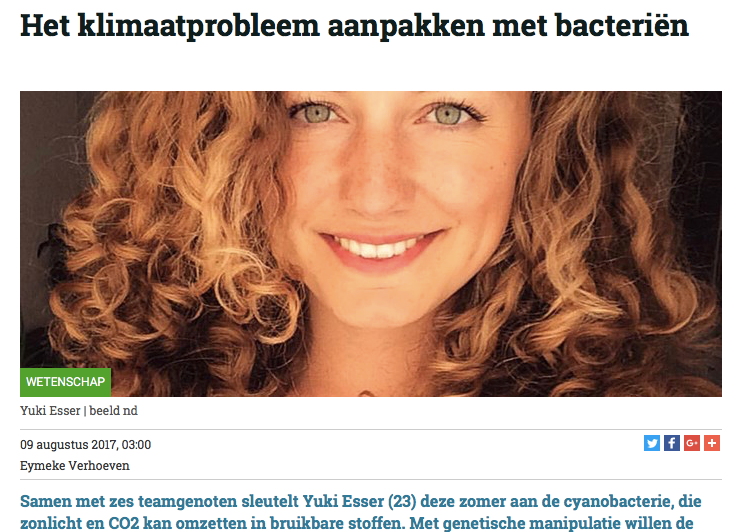 Het klimaatprobleem aanpakken met bacteriën
WETENSCHAP
Yuki Esser | beeld nd
09 augustus 2017, 03:00
Eymeke Verhoeven
Samen met zes teamgenoten sleutelt Yuki Esser (23) deze zomer aan de cyanobacterie, die
zonlicht en CO2 kan omzetten in bruikbare stoffen. Met genetische manipulatie willen de